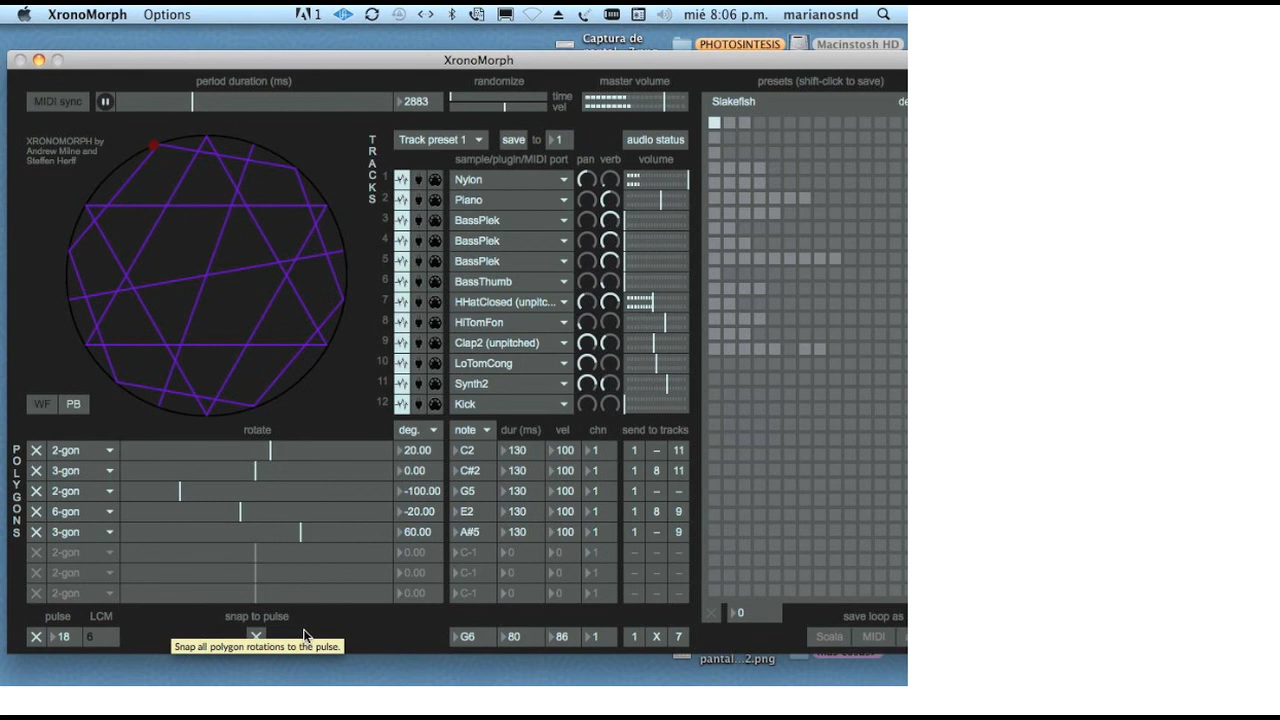 XronoMorph Options 1 mié 8:06 p.m. marianosnd
Captura de
PHOTOSINTESIS Macintosh HD
XronoMorph
period duration (ms) randomize master volume presets (shift-click to save)
MIDI sync 2883 time
vel
Slakefish de
XRONOMORPH by
Andrew Milne and
Steffen Herff
TRACKS
Track preset 1 save to 1 audio status
sample/plugin/MIDI port pan verb volume
1 Nylon
2 Piano
3 BassPlek
4 BassPlek
5 BassPlek
6 BassThumb
7 HHatClosed (unpitc...
8 HiTomFon
9 Clap2 (unpitched)
10 LoTomCong
11 Synth2
12 Kick
WF PB
rotate deg. note dur (ms) vel chn send to tracks
POLYGONS
2-gon 20.00 C2 130 100 1 1 – 11
3-gon 0.00 C#2 130 100 1 1 8 11
2-gon -100.00 G5 130 100 1 1 – –
6-gon -20.00 E2 130 100 1 1 8 9
3-gon 60.00 A#5 130 100 1 1 – 9
2-gon 0.00 C-1 0 0 1 – – –
2-gon 0.00 C-1 0 0 1 – – –
2-gon 0.00 C-1 0 0 1 – – –
0
pulse LCM snap to pulse save loop as
X 18 6 X G6 80 86 1 1 X 7 Scala MIDI
Snap all polygon rotations to the pulse.
pantal...2.png